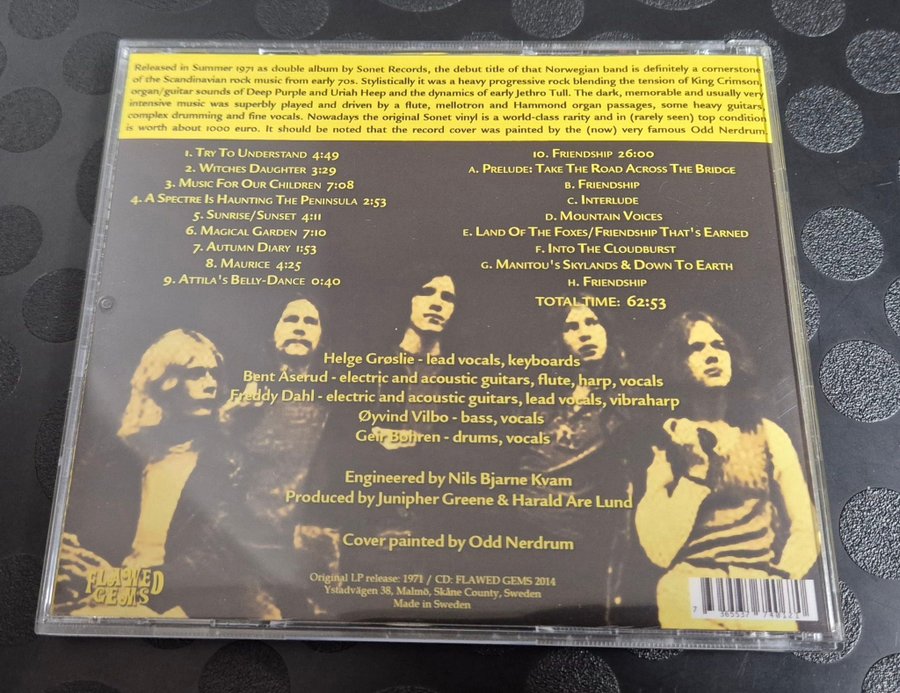 Released in Summer 1971 as double album by Sonet Records, the debut title of that Norwegian band is definitely a cornerstone
of the Scandinavian rock music from early 70s. Stylistically it was a heavy progressive rock blending the tension of King Crimson,
organ/guitar sounds of Deep Purple and Uriah Heep and the dynamics of early Jethro Tull. The dark, memorable and usually very
intensive music was superbly played and driven by a flute, mellotron and Hammond organ passages, some heavy guitars,
complex drumming and fine vocals. Nowadays the original Sonet vinyl is a world-class rarity and in (rarely seen) top condition
is worth about 1000 euro. It should be noted that the record cover was painted by the (now) very famous Odd Nerdrum.
1. Try To Understand 4:49
2. Witches Daughter 3:29
3. Music For Our Children 7:08
4. A Spectre Is Haunting The Peninsula 2:53
5. Sunrise/Sunset 4:11
6. Magical Garden 7:10
7. Autumn Diary 1:53
8. Maurice 4:25
9. Attila's Belly-Dance 0:40
10. Friendship 26:00
A. Prelude: Take The Road Across The Bridge
B. Friendship
C. Interlude
D. Mountain Voices
E. Land Of The Foxes/Friendship That's Earned
F. Into The Cloudburst
G. Manitou's Skylands & Down To Earth
H. Friendship
TOTAL TIME: 62:53
Helge Grøslie - lead vocals, keyboards
Bent Åserud - electric and acoustic guitars, flute, harp, vocals
Freddy Dahl - electric and acoustic guitars, lead vocals, vibraharp
Øyvind Vilbo - bass, vocals
Geir Bøhren - drums, vocals
Engineered by Nils Bjarne Kvam
Produced by Junipher Greene & Harald Are Lund
Cover painted by Odd Nerdrum
FLAWED
GEMS
Original LP release: 1971 / CD: FLAWED GEMS 2014
Ystadvägen 38, Malmö, Skåne County, Sweden
Made in Sweden